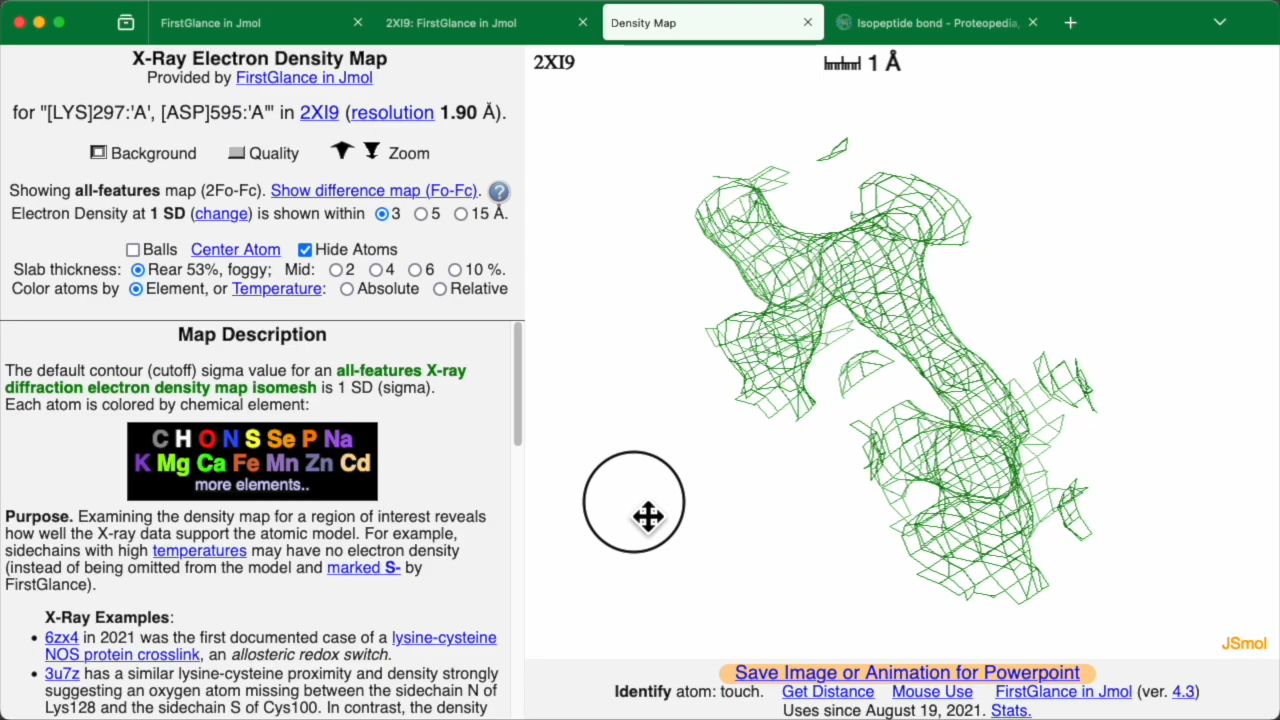 FirstGlance in Jmol
2XI9: FirstGlance in Jmol
Density Map
Isopeptide bond - Proteopedia,
X-Ray Electron Density Map
Provided by FirstGlance in Jmol
for "[LYS]297:'A', [ASP]595:'A'" in 2XI9 (resolution 1.90 Å).
Background Quality Zoom
Showing all-features map (2Fo-Fc). Show difference map (Fo-Fc). ?
Electron Density at 1 SD (change) is shown within 3 5 15 Å.
Balls Center Atom Hide Atoms
Slab thickness: Rear 53%, foggy; Mid: 2 4 6 10 %.
Color atoms by Element, or Temperature: Absolute Relative
Map Description
The default contour (cutoff) sigma value for an all-features X-ray
diffraction electron density map isomesh is 1 SD (sigma).
Each atom is colored by chemical element:
C H O N S Se P Na
K Mg Ca Fe Mn Zn Cd
more elements..
Purpose. Examining the density map for a region of interest reveals
how well the X-ray data support the atomic model. For example,
sidechains with high temperatures may have no electron density
(instead of being omitted from the model and marked S- by
FirstGlance).
X-Ray Examples:
• 6zx4 in 2021 was the first documented case of a lysine-cysteine
NOS protein crosslink, an allosteric redox switch.
• 3u7z has a similar lysine-cysteine proximity and density strongly
suggesting an oxygen atom missing between the sidechain N of
Lys128 and the sidechain S of Cys100. In contrast, the density
2XI9
1 Å
JSmol
Save Image or Animation for Powerpoint
Identify atom: touch. Get Distance Mouse Use FirstGlance in Jmol (ver. 4.3)
Uses since August 19, 2021. Stats.